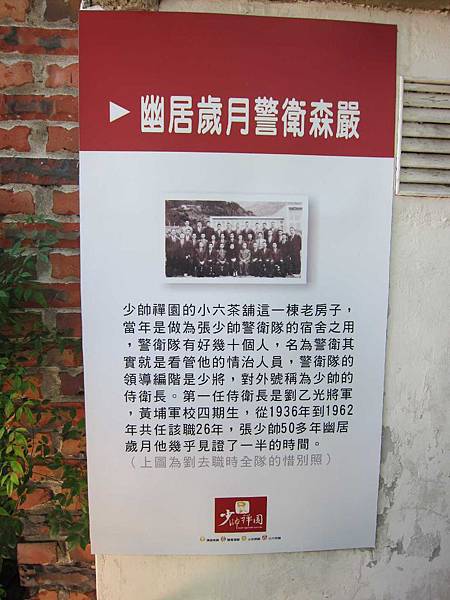 ▶幽居歲月警衛森嚴
少帥禪園的小六茶舖這一棟老房子,
當年是做為張少帥警衛隊的宿舍之用
,警衛隊有好幾十個人,名為警衛其
實就是看管他的情治人員,警衛隊的
領導編階是少將,對外號稱為少帥的
侍衛長。第一任侍衛長是劉乙光將軍
,黃埔軍校四期生,從1936年到1962
年共任該職26年,張少帥50多年幽居
歲月他幾乎見證了一半的時間。
(上圖為劉去職時全隊的惜別照)
少帥禪園